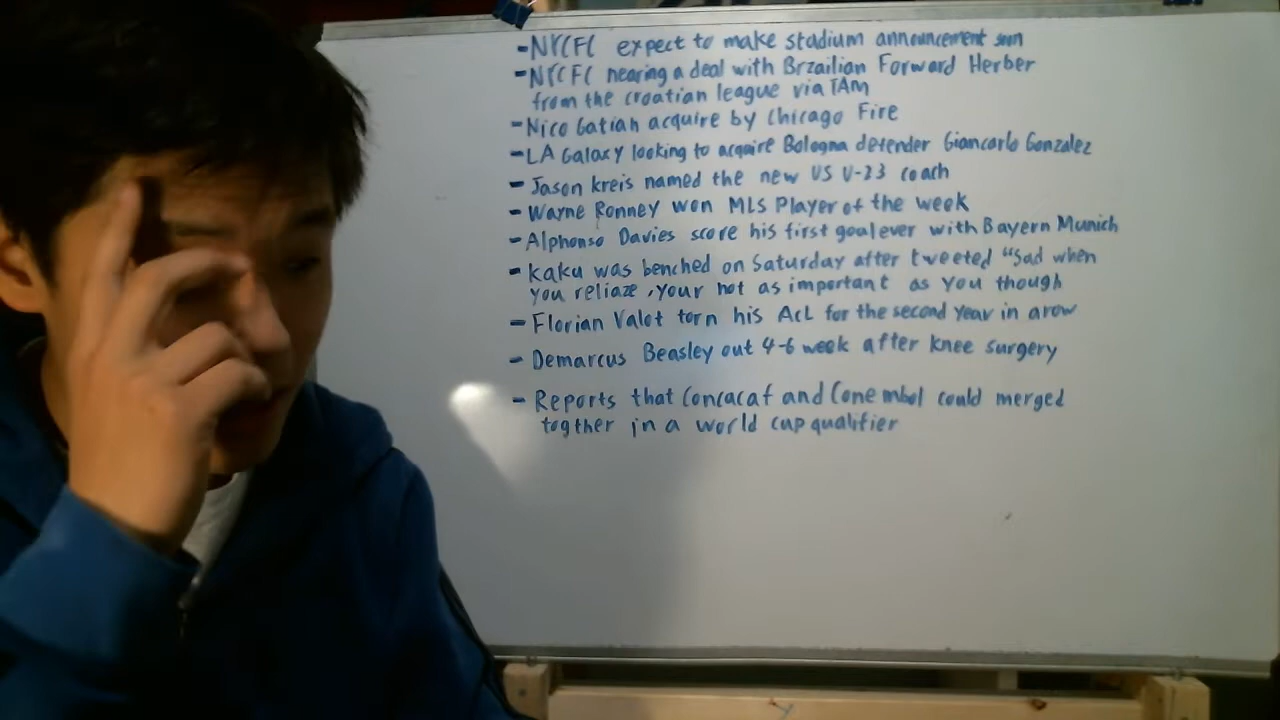 -NYCFC expect to make stadium announcement soon
-NYCFC nearing a deal with Brzailian Forward Herber
from the croatian league via TAM
-Nico Gatian acquire by Chicago Fire
-LA Galaxy looking to acquire Bologna defender Giancarlo Gonzalez
- Jason kreis named the new US U-23 coach
- Wayne Ronney won MLS Player of the week
- Alphonso Davies score his first goal ever with Bayern Munich
- kaku was benched on Saturday after tweeted "Sad when
you reliaze, your not as important as you though
- Florian Valot torn his ACL for the second year in a row
- Demarcus Beasley out 4-6 week after knee surgery
- Reports that Concacaf and Conembol could merged
togther in a world cup qualifier